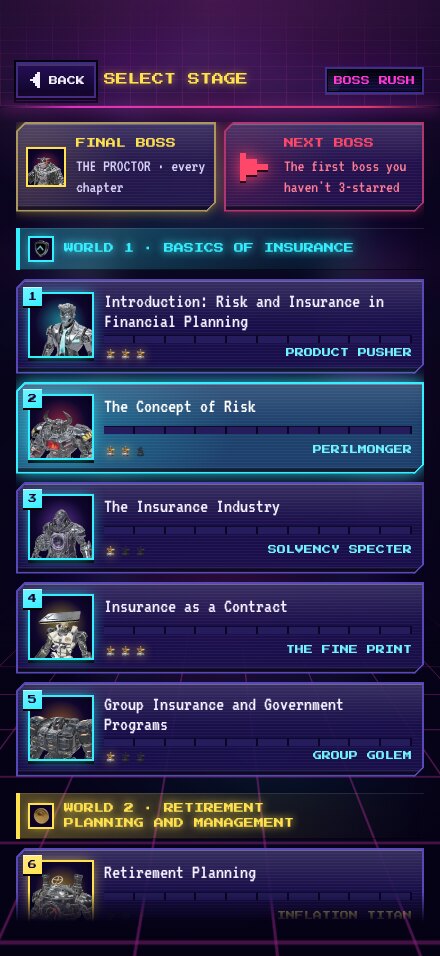 BACK
SELECT STAGE
BOSS RUSH
FINAL BOSS
THE PROCTOR · every
chapter
NEXT BOSS
The first boss you
haven't 3-starred
WORLD 1 · BASICS OF INSURANCE
1
Introduction: Risk and Insurance in
Financial Planning
PRODUCT PUSHER
2
The Concept of Risk
PERILMONGER
3
The Insurance Industry
SOLVENCY SPECTER
4
Insurance as a Contract
THE FINE PRINT
5
Group Insurance and Government
Programs
GROUP GOLEM
WORLD 2 · RETIREMENT
PLANNING AND MANAGEMENT
6
Retirement Planning
INFLATION TITAN